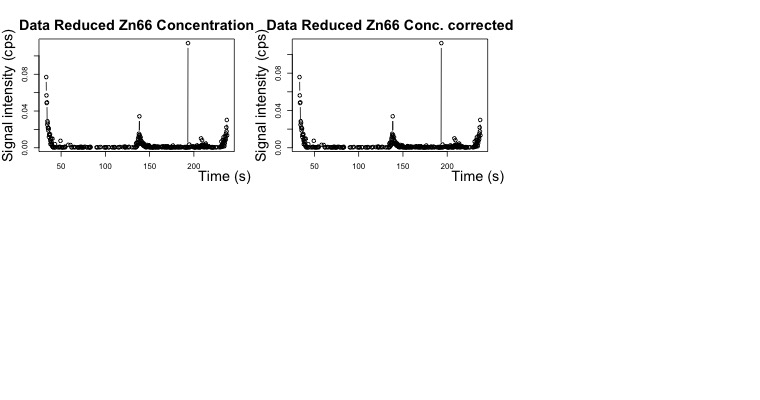 Data Reduced Zn66 Concentration
Signal intensity (cps)
0.00 0.04 0.08
50 100 150 200
Time (s)
Data Reduced Zn66 Conc. corrected
Signal intensity (cps)
0.00 0.04 0.08
50 100 150 200
Time (s)